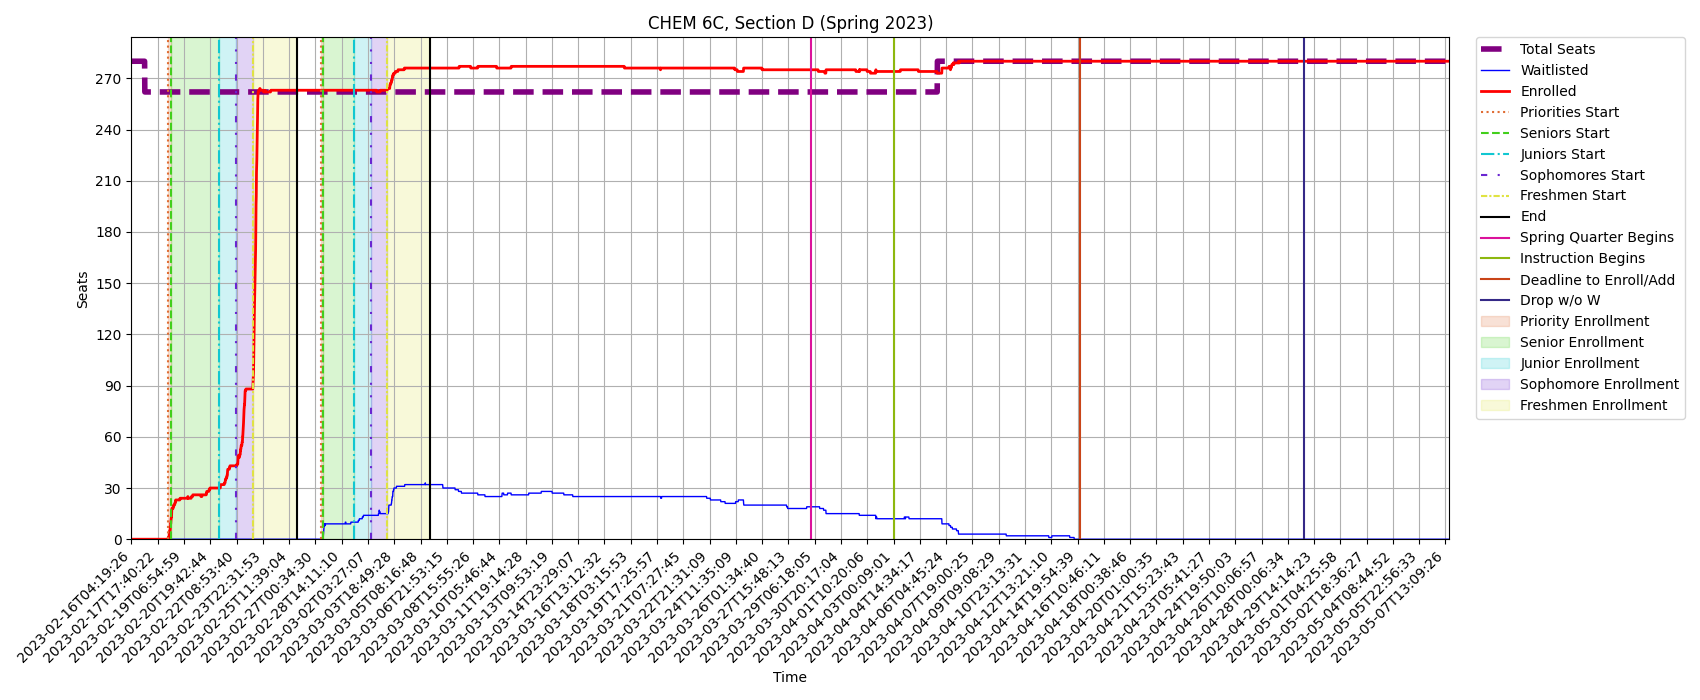 CHEM 6C, Section D (Spring 2023)
Seats
270
240
210
180
150
120
90
60
30
0
2023-02-16T04:19:26
2023-02-17T17:40:22
2023-02-19T06:54:59
2023-02-20T19:42:44
2023-02-22T08:53:40
2023-02-23T22:31:53
2023-02-25T11:39:04
2023-02-27T00:34:30
2023-02-28T14:11:10
2023-03-02T03:27:07
2023-03-03T18:49:28
2023-03-05T08:16:48
2023-03-06T21:53:15
2023-03-08T15:55:26
2023-03-10T05:46:44
2023-03-11T19:14:28
2023-03-13T09:53:19
2023-03-14T23:29:07
2023-03-16T13:12:32
2023-03-18T03:15:53
2023-03-19T17:25:57
2023-03-21T07:27:45
2023-03-22T21:31:09
2023-03-24T11:35:09
2023-03-26T01:34:40
2023-03-27T15:48:13
2023-03-29T06:18:05
2023-03-30T20:17:04
2023-04-01T10:20:06
2023-04-03T00:09:01
2023-04-04T14:34:17
2023-04-06T04:45:24
2023-04-07T19:00:25
2023-04-09T09:08:29
2023-04-10T23:13:31
2023-04-12T13:21:10
2023-04-14T19:54:39
2023-04-16T10:46:11
2023-04-18T00:38:46
2023-04-20T01:00:35
2023-04-21T15:23:43
2023-04-23T05:41:27
2023-04-24T19:50:03
2023-04-26T10:06:57
2023-04-28T00:06:34
2023-04-29T14:14:23
2023-05-01T04:25:58
2023-05-02T18:36:27
2023-05-04T08:44:52
2023-05-05T22:56:33
2023-05-07T13:09:26
Time
Total Seats
Waitlisted
Enrolled
Priorities Start
Seniors Start
Juniors Start
Sophomores Start
Freshmen Start
End
Spring Quarter Begins
Instruction Begins
Deadline to Enroll/Add
Drop w/o W
Priority Enrollment
Senior Enrollment
Junior Enrollment
Sophomore Enrollment
Freshmen Enrollment